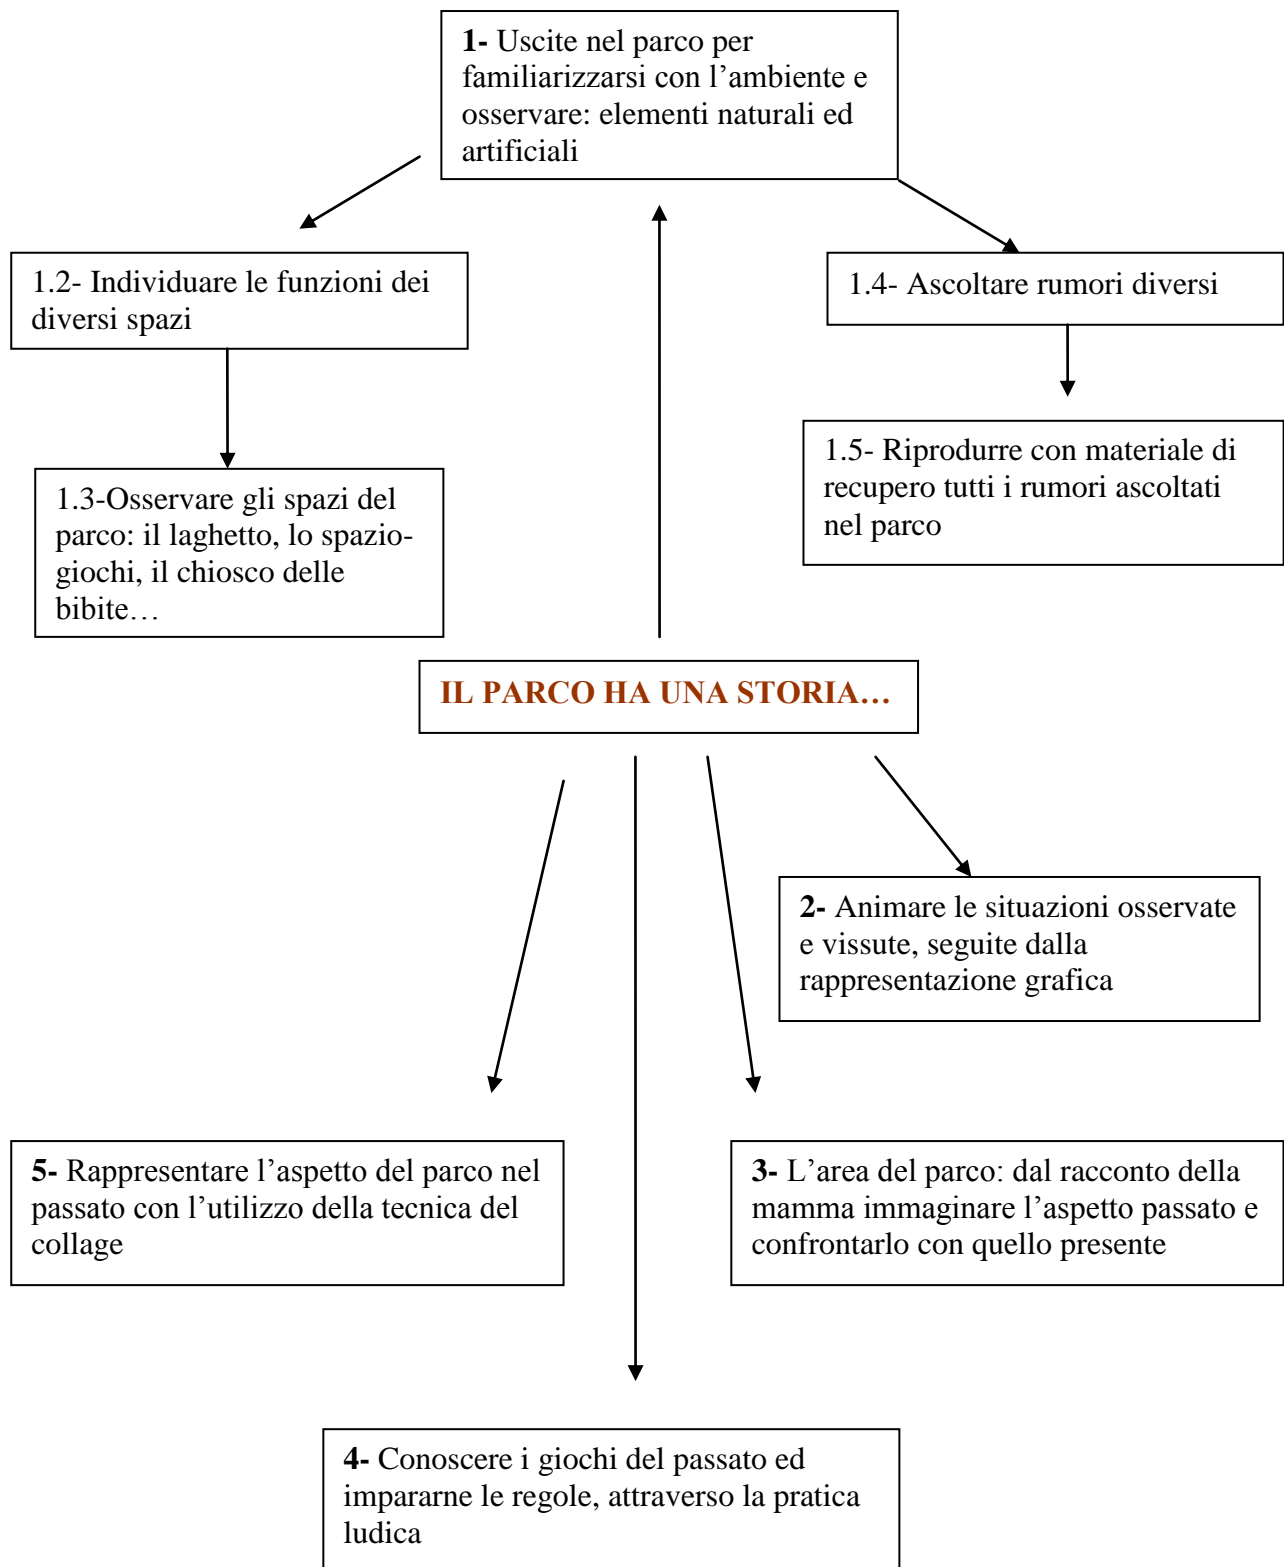 1- Uscite nel parco per
familiarizzarsi con l’ambiente e
osservare: elementi naturali ed
artificiali
1.2- Individuare le funzioni dei
diversi spazi
1.4- Ascoltare rumori diversi
1.3-Osservare gli spazi del
parco: il laghetto, lo spazio-
giochi, il chiosco delle
bibite…
1.5- Riprodurre con materiale di
recupero tutti i rumori ascoltati
nel parco
IL PARCO HA UNA STORIA…
2- Animare le situazioni osservate
e vissute, seguite dalla
rappresentazione grafica
5- Rappresentare l’aspetto del parco nel
passato con l’utilizzo della tecnica del
collage
3- L’area del parco: dal racconto della
mamma immaginare l’aspetto passato e
confrontarlo con quello presente
4- Conoscere i giochi del passato ed
impararne le regole, attraverso la pratica
ludica